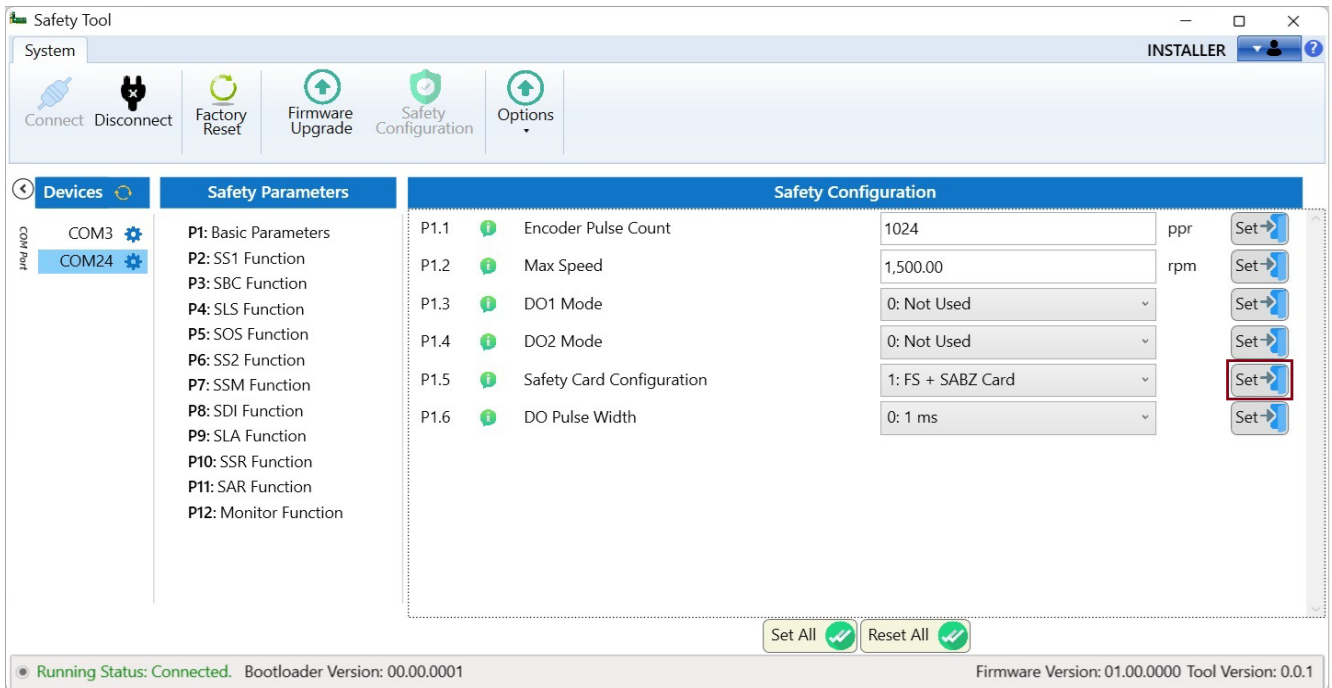 Safety Tool
System
INSTALLER
Connect
Disconnect
Factory
Reset
Firmware
Upgrade
Safety
Configuration
Options
Devices
Safety Parameters
Safety Configuration
COM Port
COM3
COM24
P1: Basic Parameters
P2: SS1 Function
P3: SBC Function
P4: SLS Function
P5: SOS Function
P6: SS2 Function
P7: SSM Function
P8: SDI Function
P9: SLA Function
P10: SSR Function
P11: SAR Function
P12: Monitor Function
P1.1 Encoder Pulse Count 1024 ppr Set
P1.2 Max Speed 1,500.00 rpm Set
P1.3 DO1 Mode 0: Not Used Set
P1.4 DO2 Mode 0: Not Used Set
P1.5 Safety Card Configuration 1: FS + SABZ Card Set
P1.6 DO Pulse Width 0: 1 ms Set
Set All Reset All
Running Status: Connected. Bootloader Version: 00.00.0001 Firmware Version: 01.00.0000 Tool Version: 0.0.1